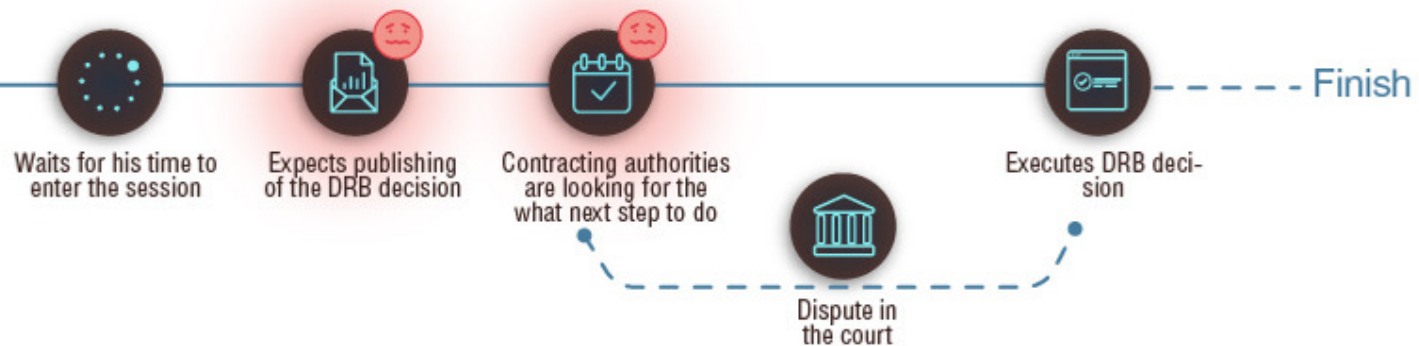 Finish
Waits for his time to
enter the session
Expects publishing
of the DRB decision
Contracting authorities
are looking for the
what next step to do
Executes DRB deci-
sion
Dispute in
the court